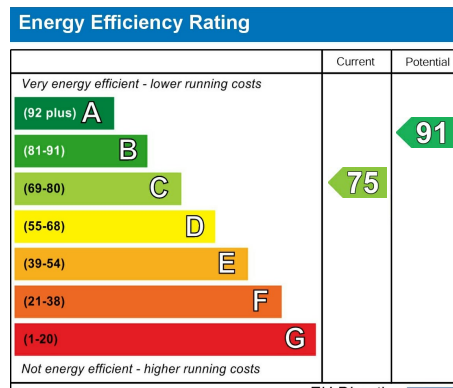 Energy Efficiency Rating
Current Potential
Very energy efficient - lower running costs
(92 plus) A
(81-91) B
91
(69-80) C
75
(55-68) D
(39-54) E
(21-38) F
(1-20) G
Not energy efficient - higher running costs